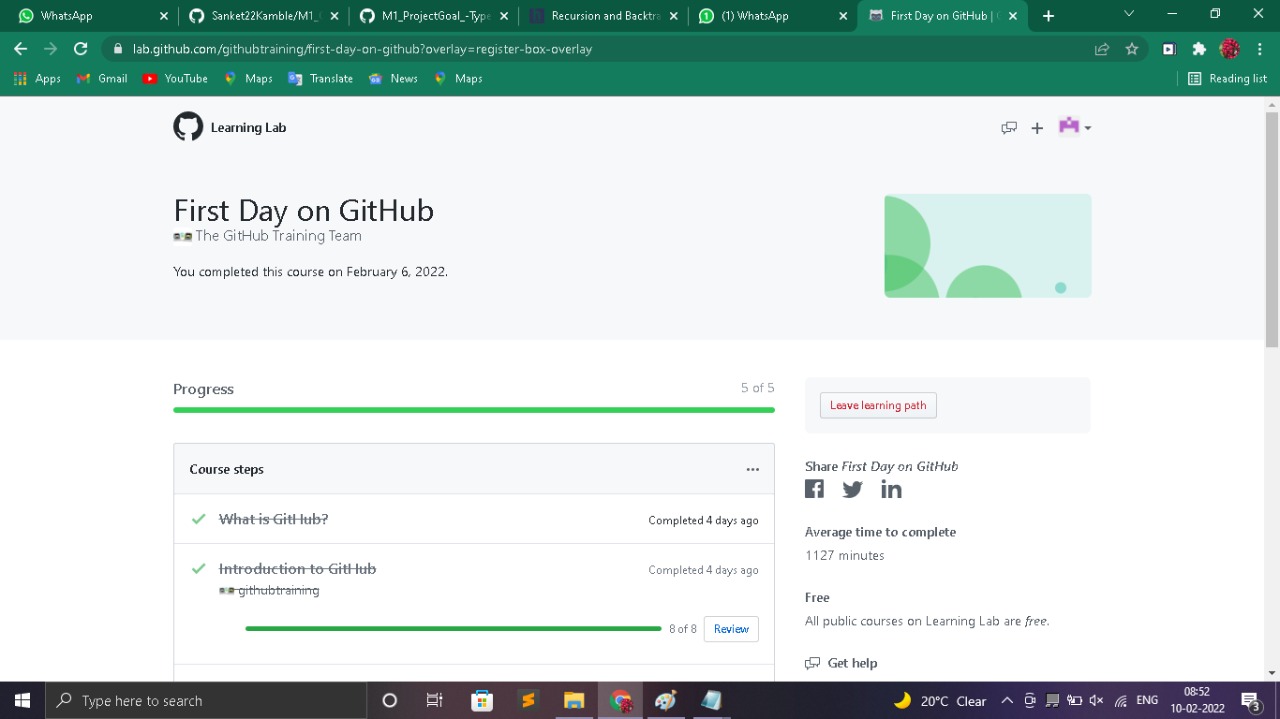 WhatsApp
Sanket22Kamble/M1_
M1_ProjectGoal_-Type
Recursion and Backtra
(1) WhatsApp
First Day on GitHub |
lab.github.com/githubtraining/first-day-on-github?overlay=register-box-overlay
Apps
Gmail
YouTube
Maps
Translate
News
Maps
Reading list
Learning Lab
First Day on GitHub
The GitHub Training Team
You completed this course on February 6, 2022.
Progress
5 of 5
Leave learning path
Course steps
Share First Day on GitHub
What is GitHub?
Completed 4 days ago
Average time to complete
1127 minutes
Introduction to GitHub
Completed 4 days ago
githubtraining
Free
All public courses on Learning Lab are free.
8 of 8
Review
Get help
Type here to search
20°C Clear
ENG
08:52
10-02-2022
3